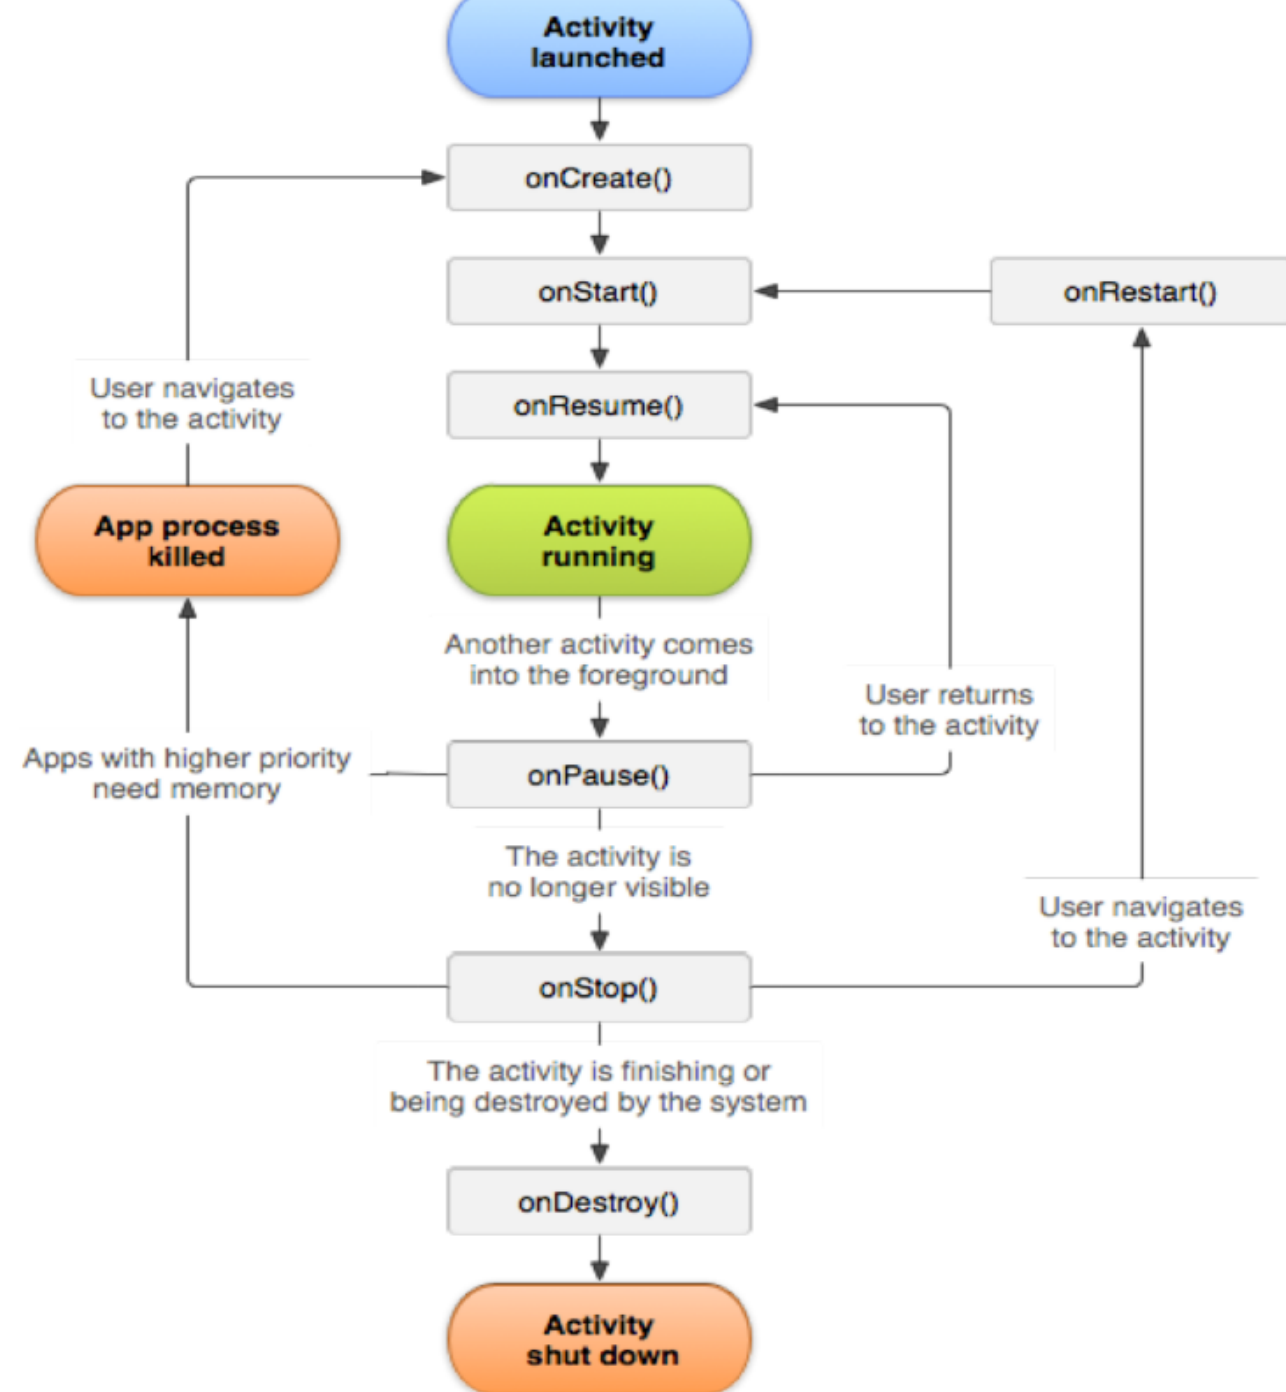 Activity
launched
onCreate()
onStart()
onRestart()
onResume()
User navigates
to the activity
App process
killed
Activity
running
Another activity comes
into the foreground
User returns
to the activity
Apps with higher priority
need memory
onPause()
The activity is
no longer visible
User navigates
to the activity
onStop()
The activity is finishing or
being destroyed by the system
onDestroy()
Activity
shut down